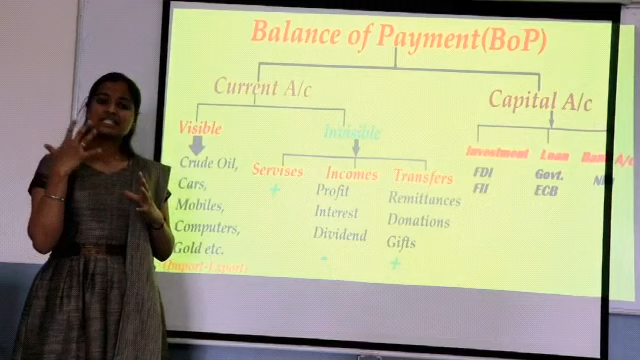 Balance of Payment(BoP)
Current A/c
Capital A/c
Visible
Invisible
Investment Loan Bank A/c
Crude Oil,
Cars,
Mobiles,
Computers,
Gold etc.
(Import-Export)
Servises
+
Incomes
Profit
Interest
Dividend
-
Transfers
Remittances
Donations
Gifts
+
FDI
FII
Govt.
ECB